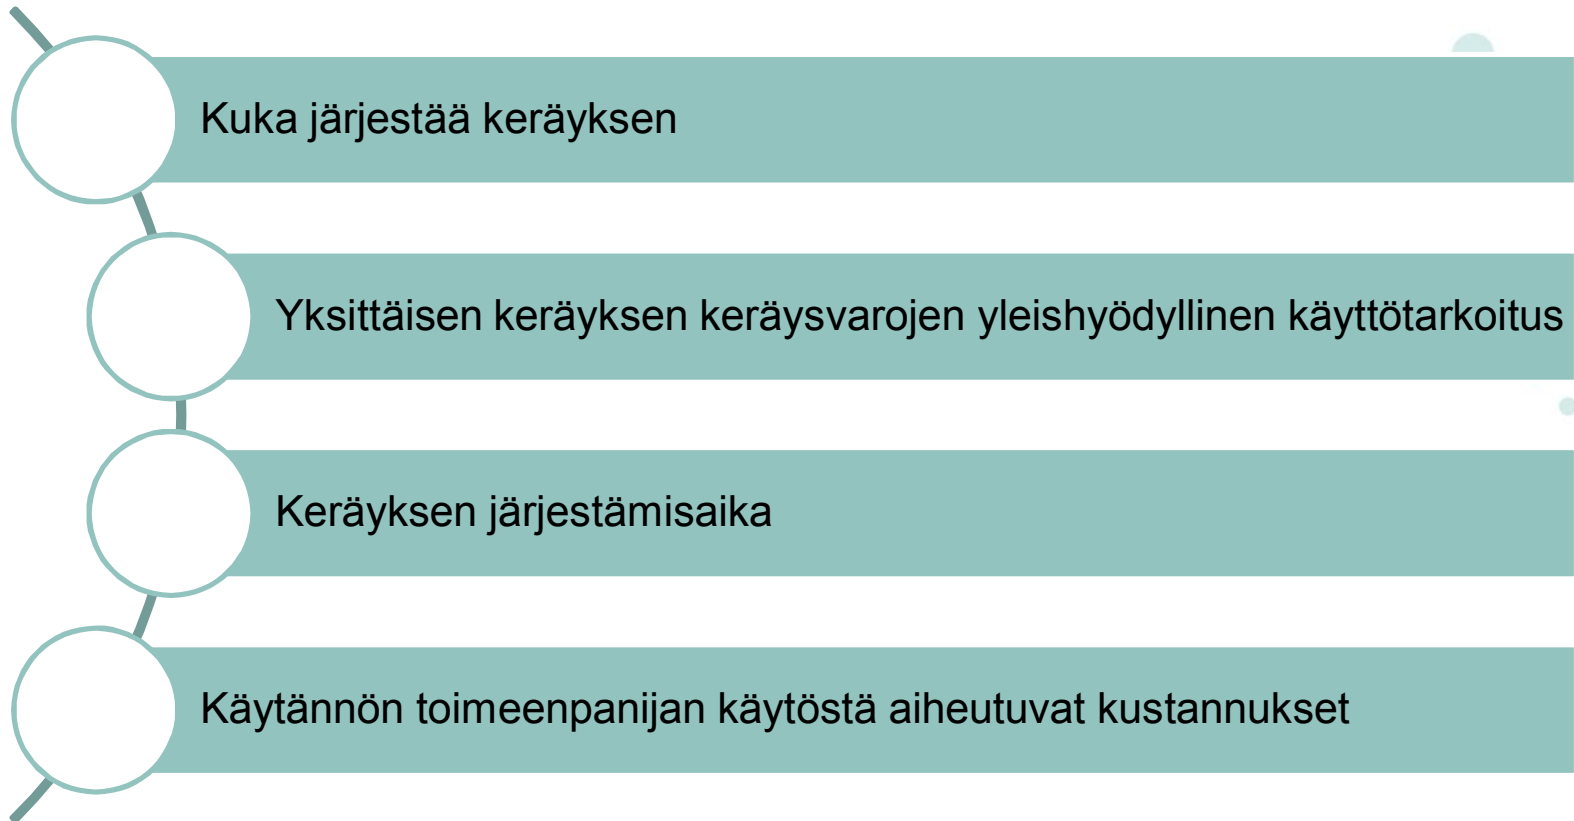 Kuka järjestää keräyksen
Yksittäisen keräyksen keräysvarojen yleishyödyllinen käyttötarkoitus
Keräyksen järjestämisaika
Käytännön toimeenpanijan käytöstä aiheutuvat kustannukset